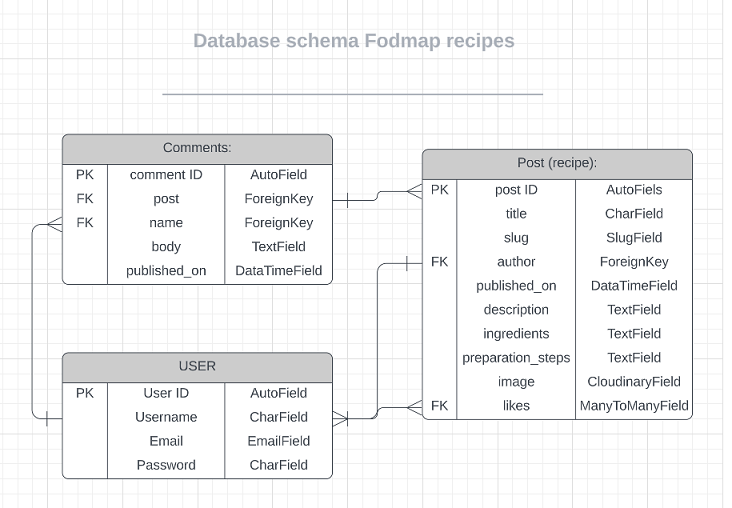 Database schema Fodmap recipes
Comments:
PK comment ID AutoField
FK post ForeignKey
FK name ForeignKey
body TextField
published_on DataTimeField
Post (recipe):
PK post ID AutoFiels
title CharField
slug SlugField
FK author ForeignKey
published_on DataTimeField
description TextField
ingredients TextField
preparation_steps TextField
image CloudinaryField
FK likes ManyToManyField
USER
PK User ID AutoField
Username CharField
Email EmailField
Password CharField